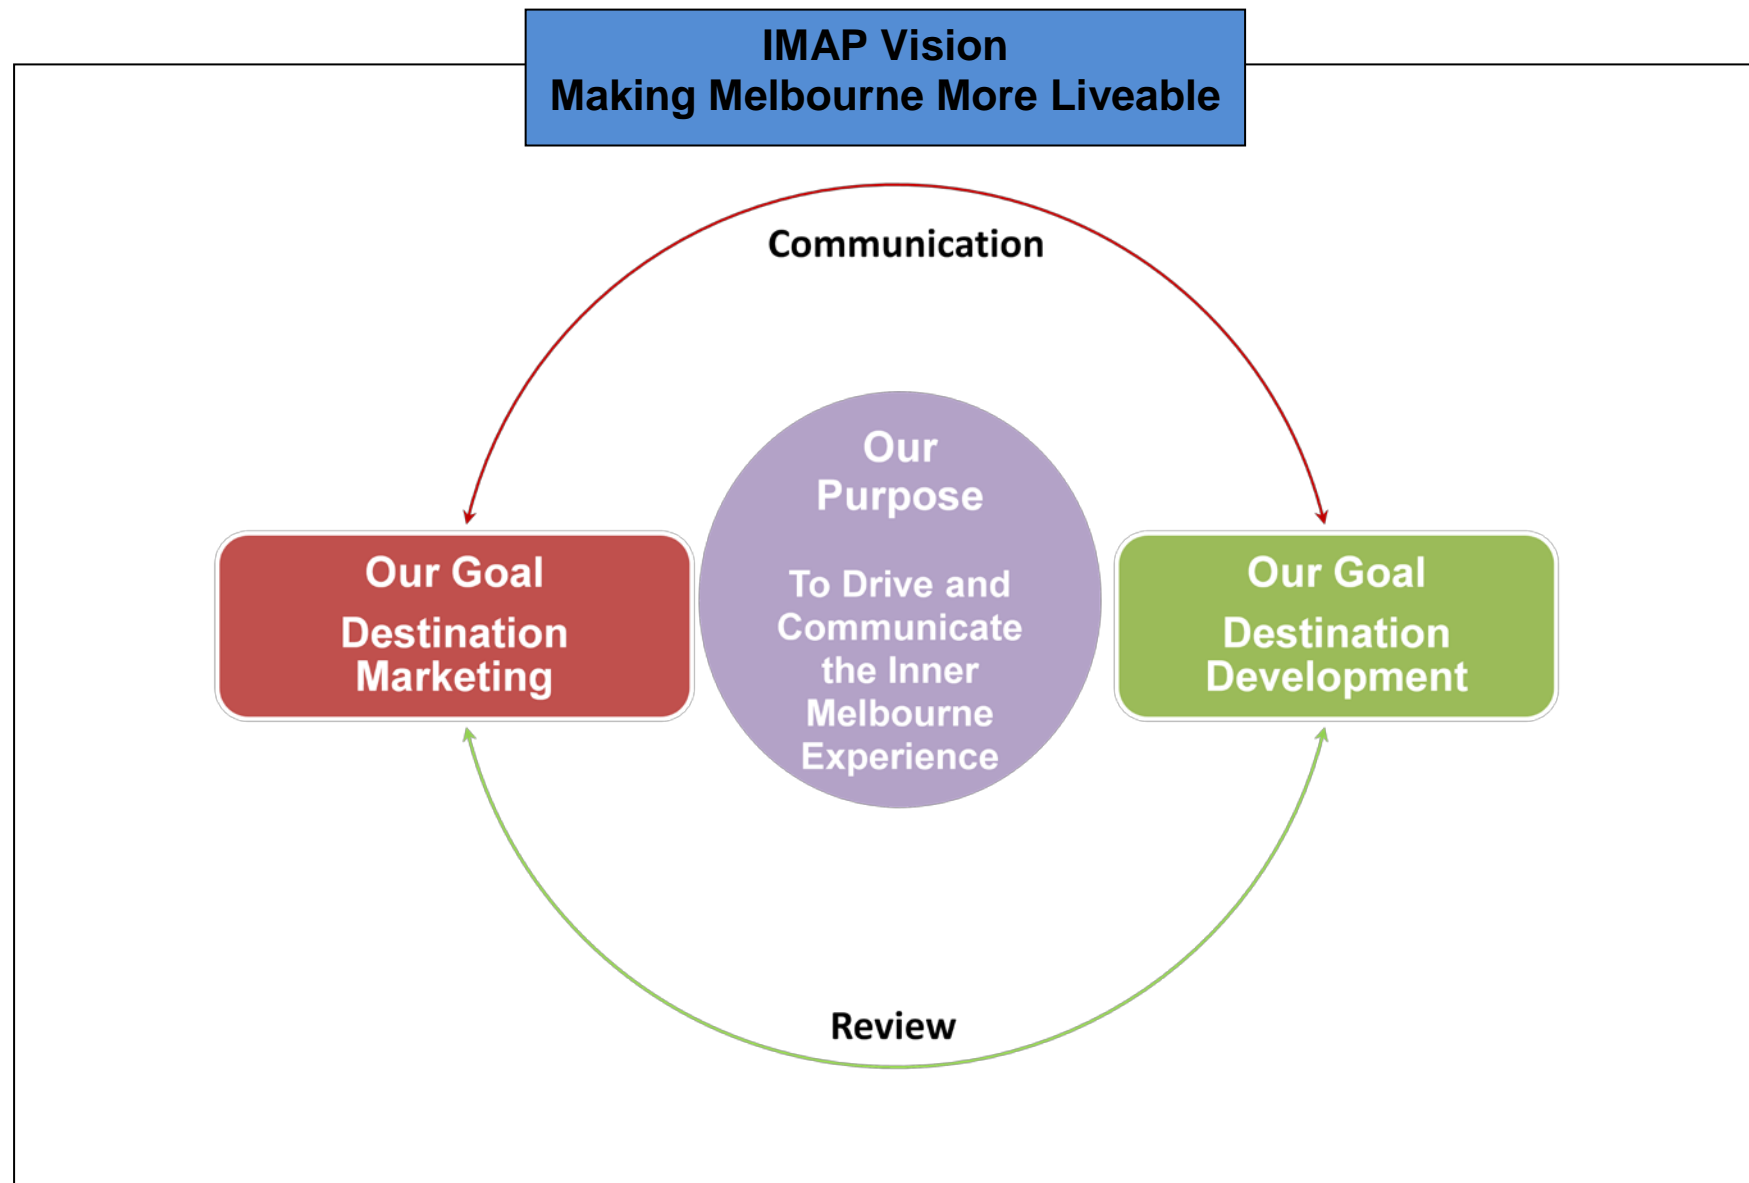 IMAP Vision
Making Melbourne More Liveable
Communication
Our
Purpose
To Drive and
Communicate
the Inner
Melbourne
Experience
Our Goal
Destination
Marketing
Our Goal
Destination
Development
Review